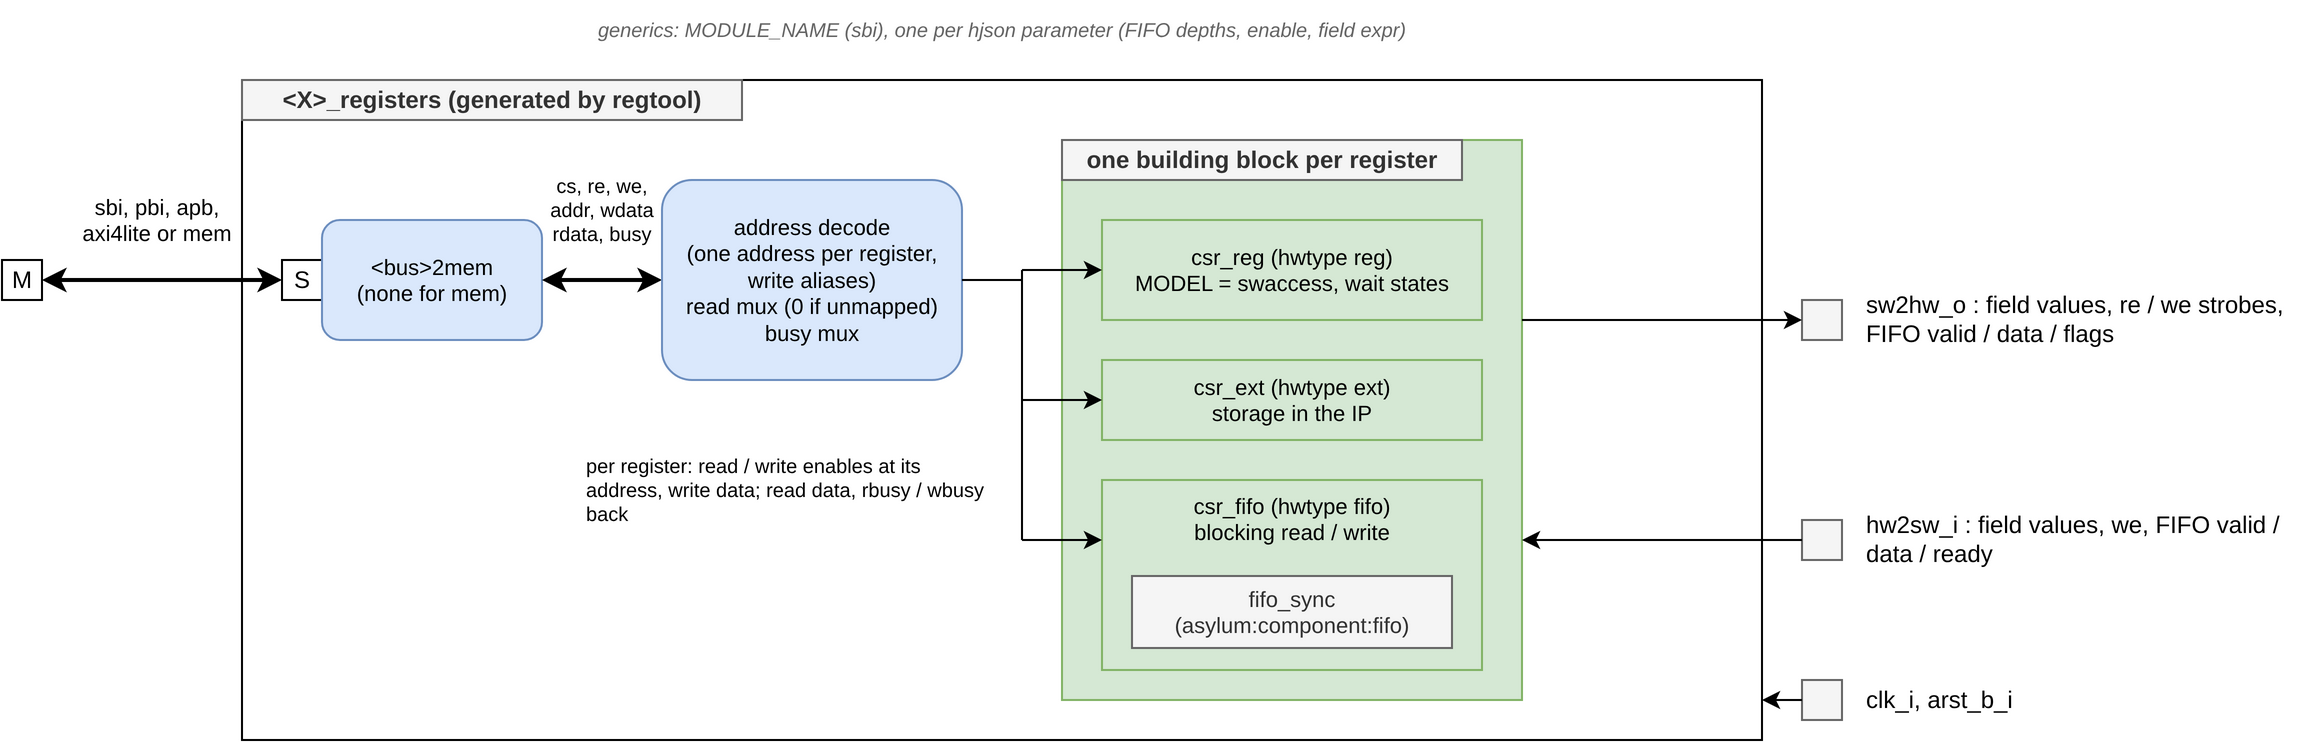 generics: MODULE_NAME (sbi), one per hjson parameter (FIFO depths, enable, field expr)
<X>_registers (generated by regtool)
one building block per register
sbi, pbi, apb,
axi4lite or mem
M
S
<bus>2mem
(none for mem)
cs, re, we,
addr, wdata
rdata, busy
address decode
(one address per register,
write aliases)
read mux (0 if unmapped)
busy mux
csr_reg (hwtype reg)
MODEL = swaccess, wait states
csr_ext (hwtype ext)
storage in the IP
per register: read / write enables at its
address, write data; read data, rbusy / wbusy
back
csr_fifo (hwtype fifo)
blocking read / write
fifo_sync
(asylum:component:fifo)
sw2hw_o : field values, re / we strobes,
FIFO valid / data / flags
hw2sw_i : field values, we, FIFO valid /
data / ready
clk_i, arst_b_i